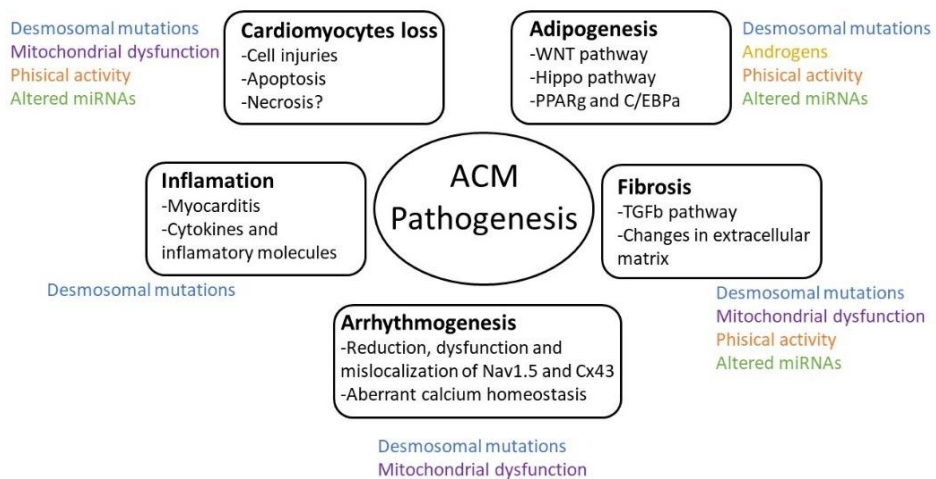 Desmosomal mutations
Mitochondrial dysfunction
Phisical activity
Altered miRNAs
Cardiomyocytes loss
-Cell injuries
-Apoptosis
-Necrosis?
Adipogenesis
-WNT pathway
-Hippo pathway
-PPARg and C/EBPa
Desmosomal mutations
Androgens
Phisical activity
Altered miRNAs
Inflamation
-Myocarditis
-Cytokines and
inflamatory molecules
Desmosomal mutations
ACM
Pathogenesis
Fibrosis
-TGFb pathway
-Changes in extracellular
matrix
Desmosomal mutations
Mitochondrial dysfunction
Phisical activity
Altered miRNAs
Arrhythmogenesis
-Reduction, dysfunction and
mislocalization of Nav1.5 and Cx43
-Aberrant calcium homeostasis
Desmosomal mutations
Mitochondrial dysfunction